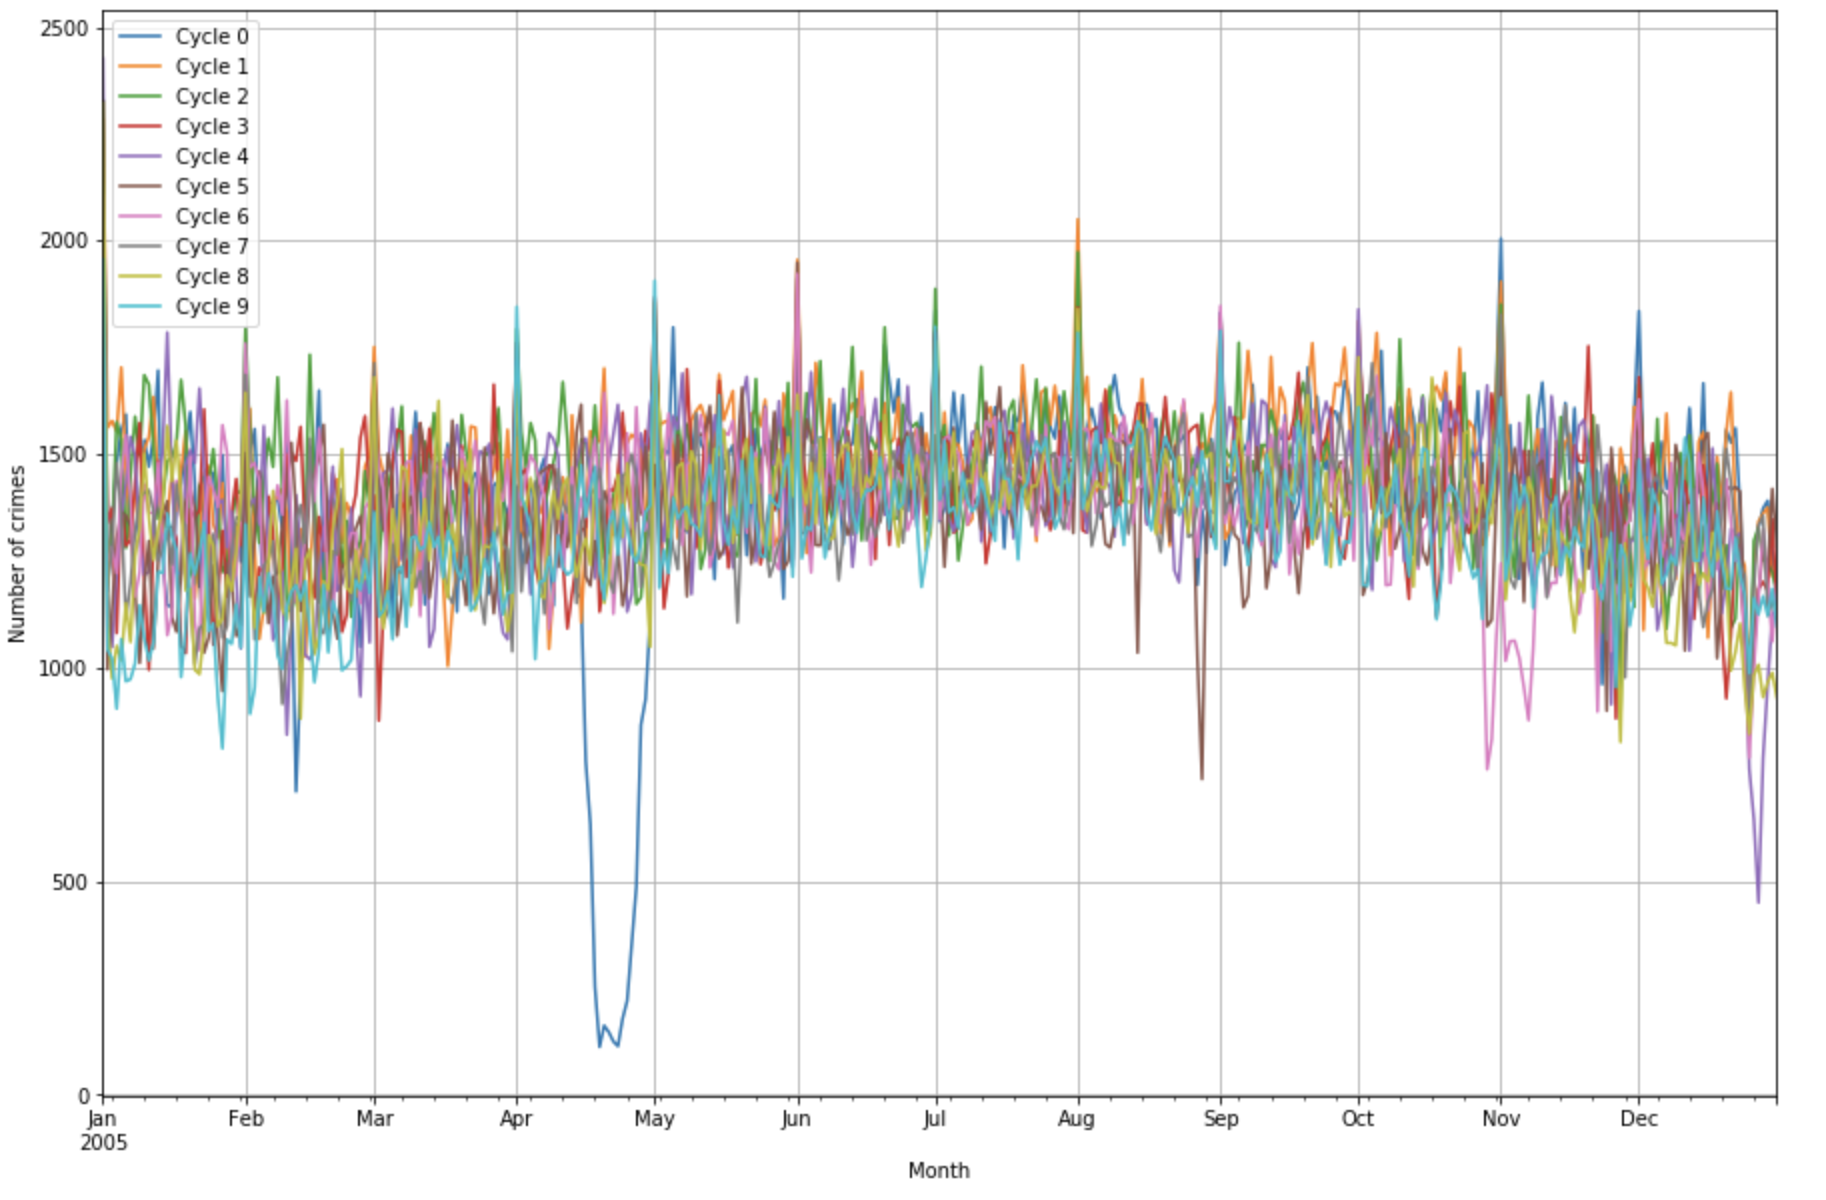 2500
2000
1500
1000
500
0
Number of crimes
Cycle 0
Cycle 1
Cycle 2
Cycle 3
Cycle 4
Cycle 5
Cycle 6
Cycle 7
Cycle 8
Cycle 9
Jan Feb Mar Apr May Jun Jul Aug Sep Oct Nov Dec
2005
Month